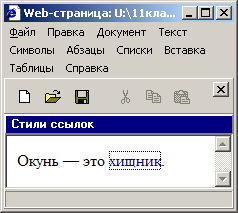 Web-страница: U:\11кла...
Файл Правка Документ Текст
Символы Абзацы Списки Вставка
Таблицы Справка
Стили ссылок
Окунь — это хищник.